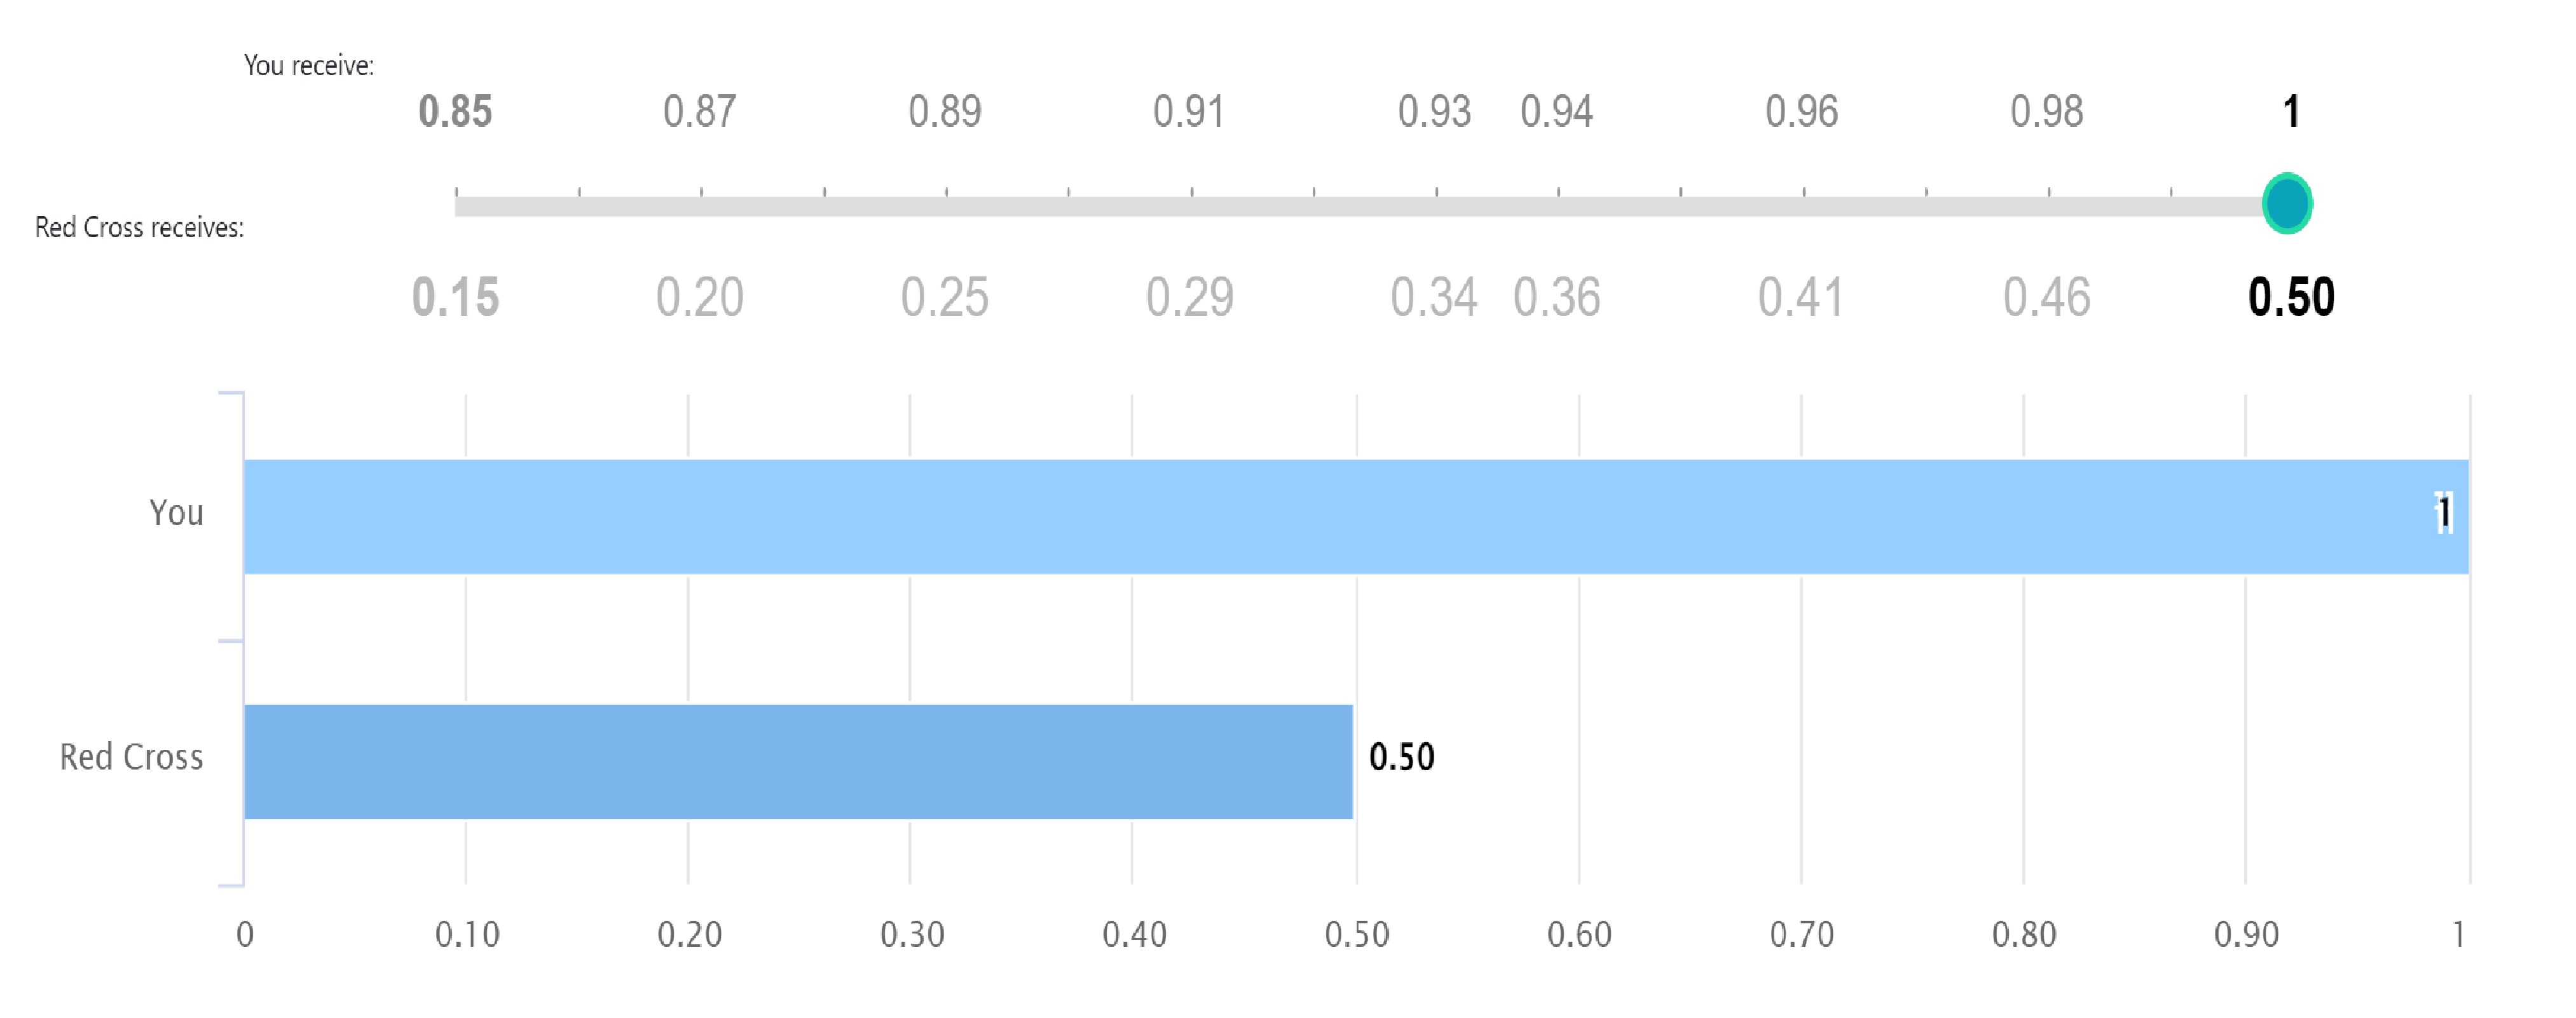 You receive:
0.85 0.87 0.89 0.91 0.93 0.94 0.96 0.98 1
Red Cross receives:
0.15 0.20 0.25 0.29 0.34 0.36 0.41 0.46 0.50
You 1
Red Cross 0.50
0 0.10 0.20 0.30 0.40 0.50 0.60 0.70 0.80 0.90 1